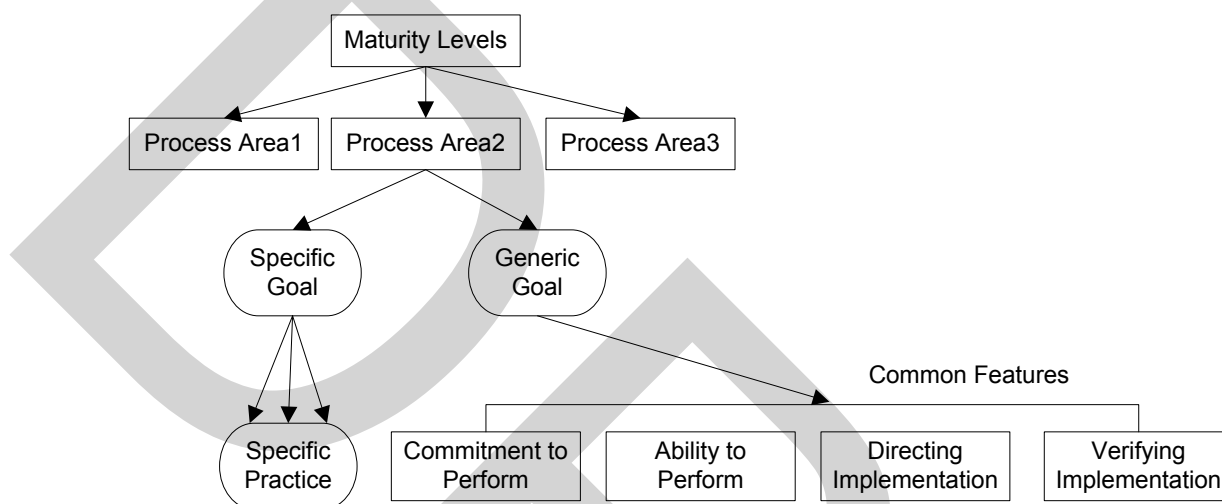 Maturity Levels
Process Area1
Process Area2
Process Area3
Specific
Goal
Generic
Goal
Common Features
Specific
Practice
Commitment to
Perform
Ability to
Perform
Directing
Implementation
Verifying
Implementation